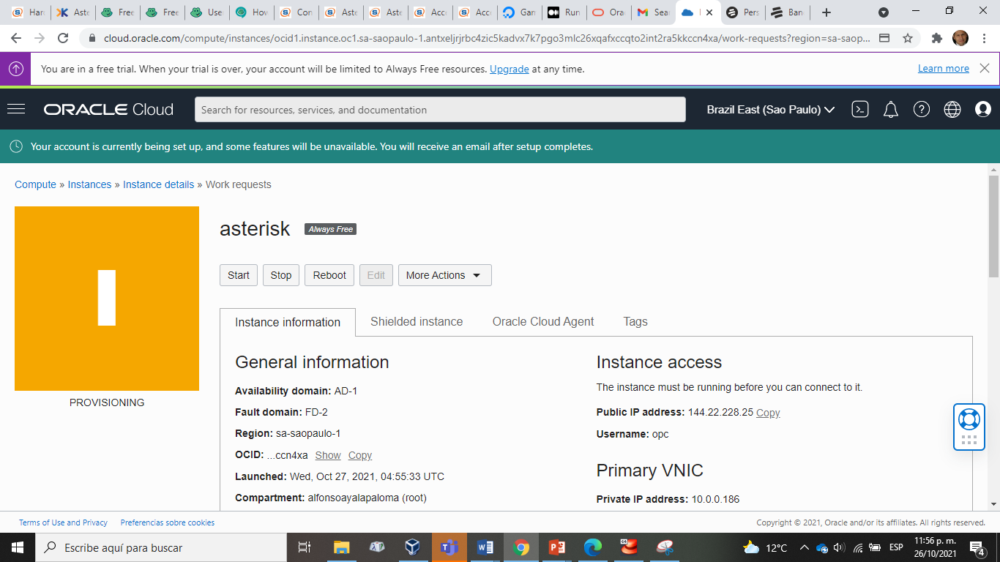 Har
Aste
Free
Free
Use
Hov
Con
Aste
Aste
Acc
Acc
Gan
Run
Ora
Sea
Pers
Ban
cloud.oracle.com/compute/instances/ocid1.instance.oc1.sa-saopaulo-1.antxeljrjrbc4zic5kadvx7k7pgo3mlc26xqafxccqto2int2ra5kkccn4xa/work-requests?region=sa-saop...
You are in a free trial. When your trial is over, your account will be limited to Always Free resources. Upgrade at any time. Learn more
ORACLE Cloud
Search for resources, services, and documentation
Brazil East (Sao Paulo)
Your account is currently being set up, and some features will be unavailable. You will receive an email after setup completes.
Compute » Instances » Instance details » Work requests
I
PROVISIONING
asterisk Always Free
Start Stop Reboot Edit More Actions
Instance information Shielded instance Oracle Cloud Agent Tags
General information
Availability domain: AD-1
Fault domain: FD-2
Region: sa-saopaulo-1
OCID: ...ccn4xa Show Copy
Launched: Wed, Oct 27, 2021, 04:55:33 UTC
Compartment: alfonsoayalapaloma (root)
Instance access
The instance must be running before you can connect to it.
Public IP address: 144.22.228.25 Copy
Username: opc
Primary VNIC
Private IP address: 10.0.0.186
Terms of Use and Privacy Preferencias sobre cookies
Copyright © 2021, Oracle and/or its affiliates. All rights reserved.
Escribe aquí para buscar
12°C
ESP
11:56 p. m.
26/10/2021
4